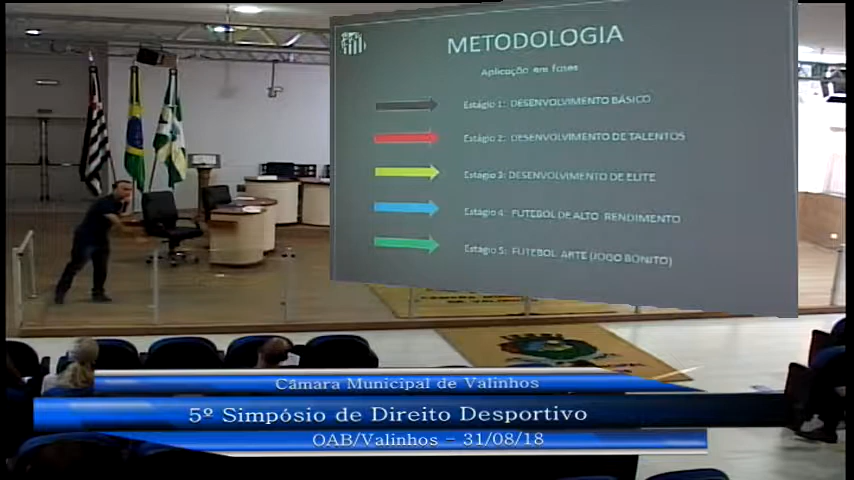 METODOLOGIA
Aplicação em fases
Estágio 1: DESENVOLVIMENTO BÁSICO
Estágio 2: DESENVOLVIMENTO DE TALENTOS
Estágio 3: DESENVOLVIMENTO DE ELITE
Estágio 4: FUTEBOL DE ALTO RENDIMENTO
Estágio 5: FUTEBOL ARTE (JOGO BONITO)
Câmara Municipal de Valinhos
5º Simpósio de Direito Desportivo
OAB/Valinhos - 31/08/18